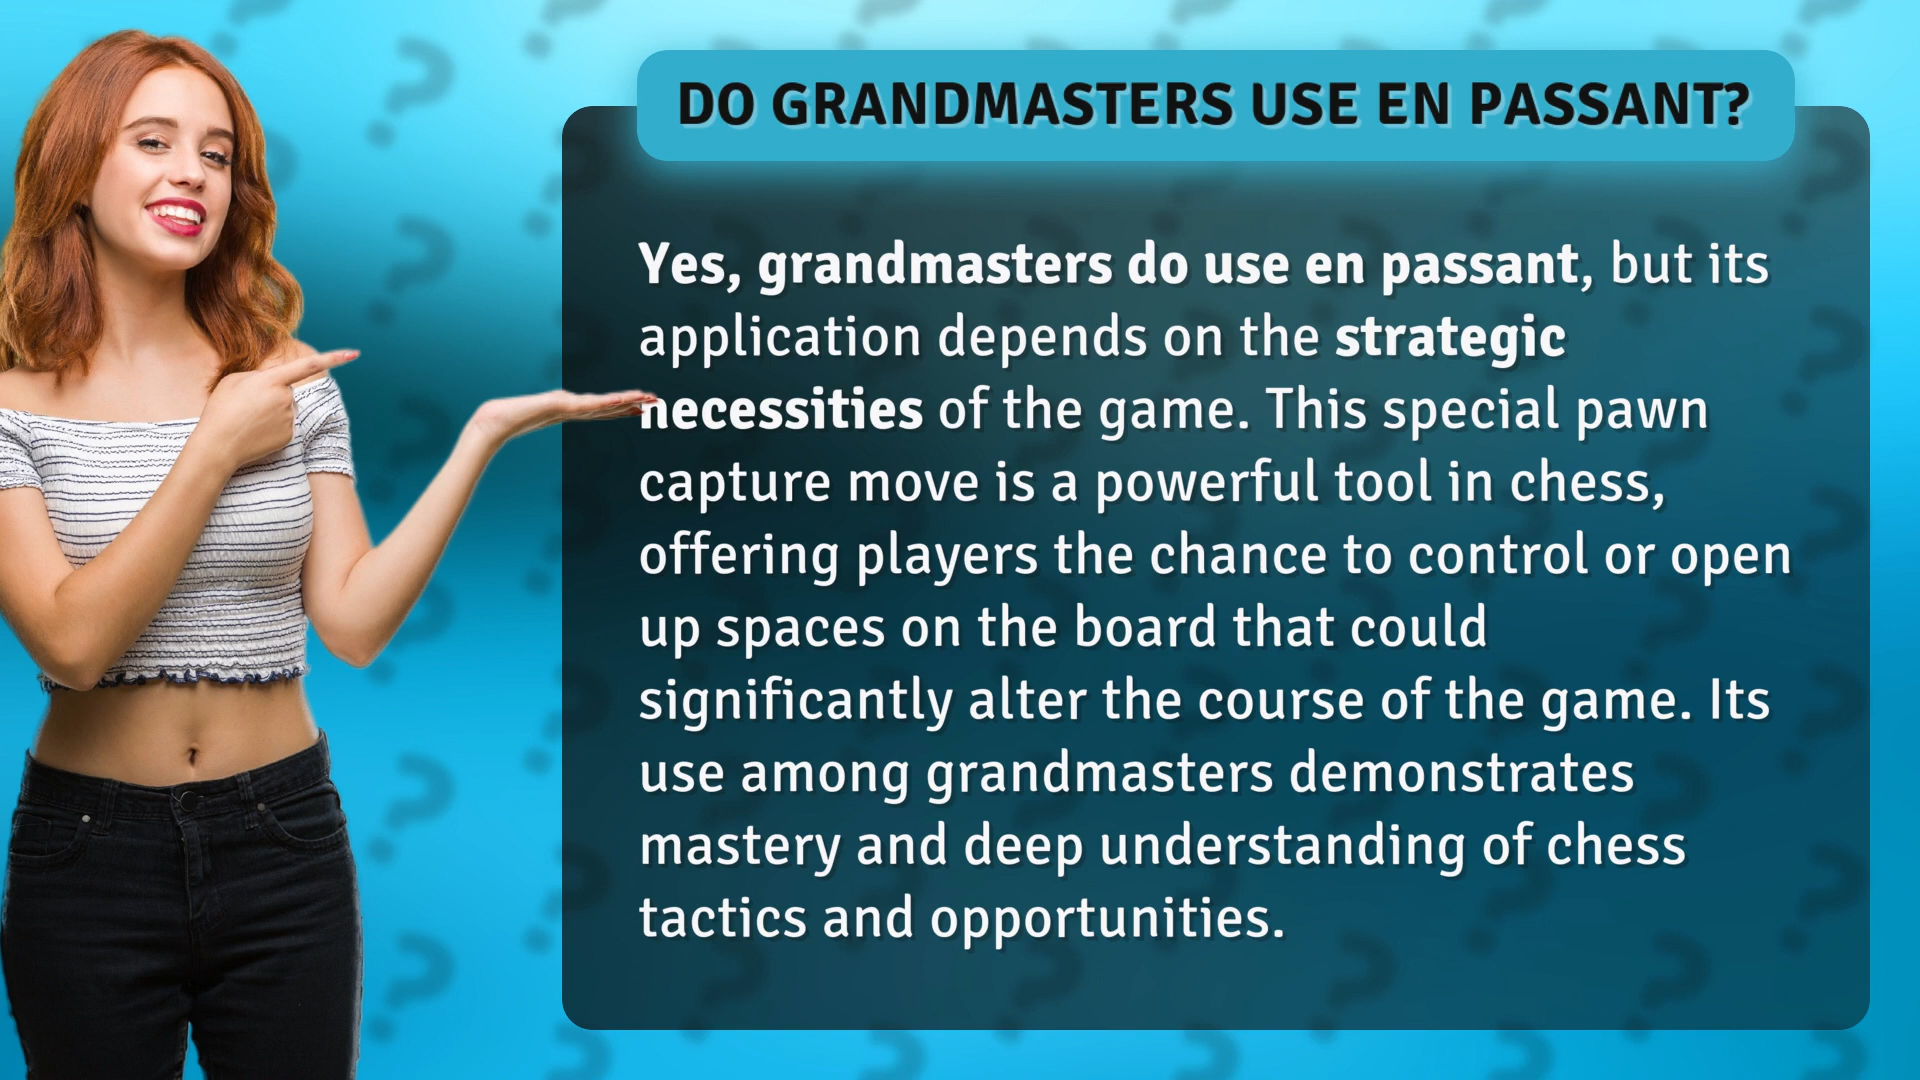 DO GRANDMASTERS USE EN PASSANT?
Yes, grandmasters do use en passant, but its
application depends on the strategic
necessities of the game. This special pawn
capture move is a powerful tool in chess,
offering players the chance to control or open
up spaces on the board that could
significantly alter the course of the game. Its
use among grandmasters demonstrates
mastery and deep understanding of chess
tactics and opportunities.